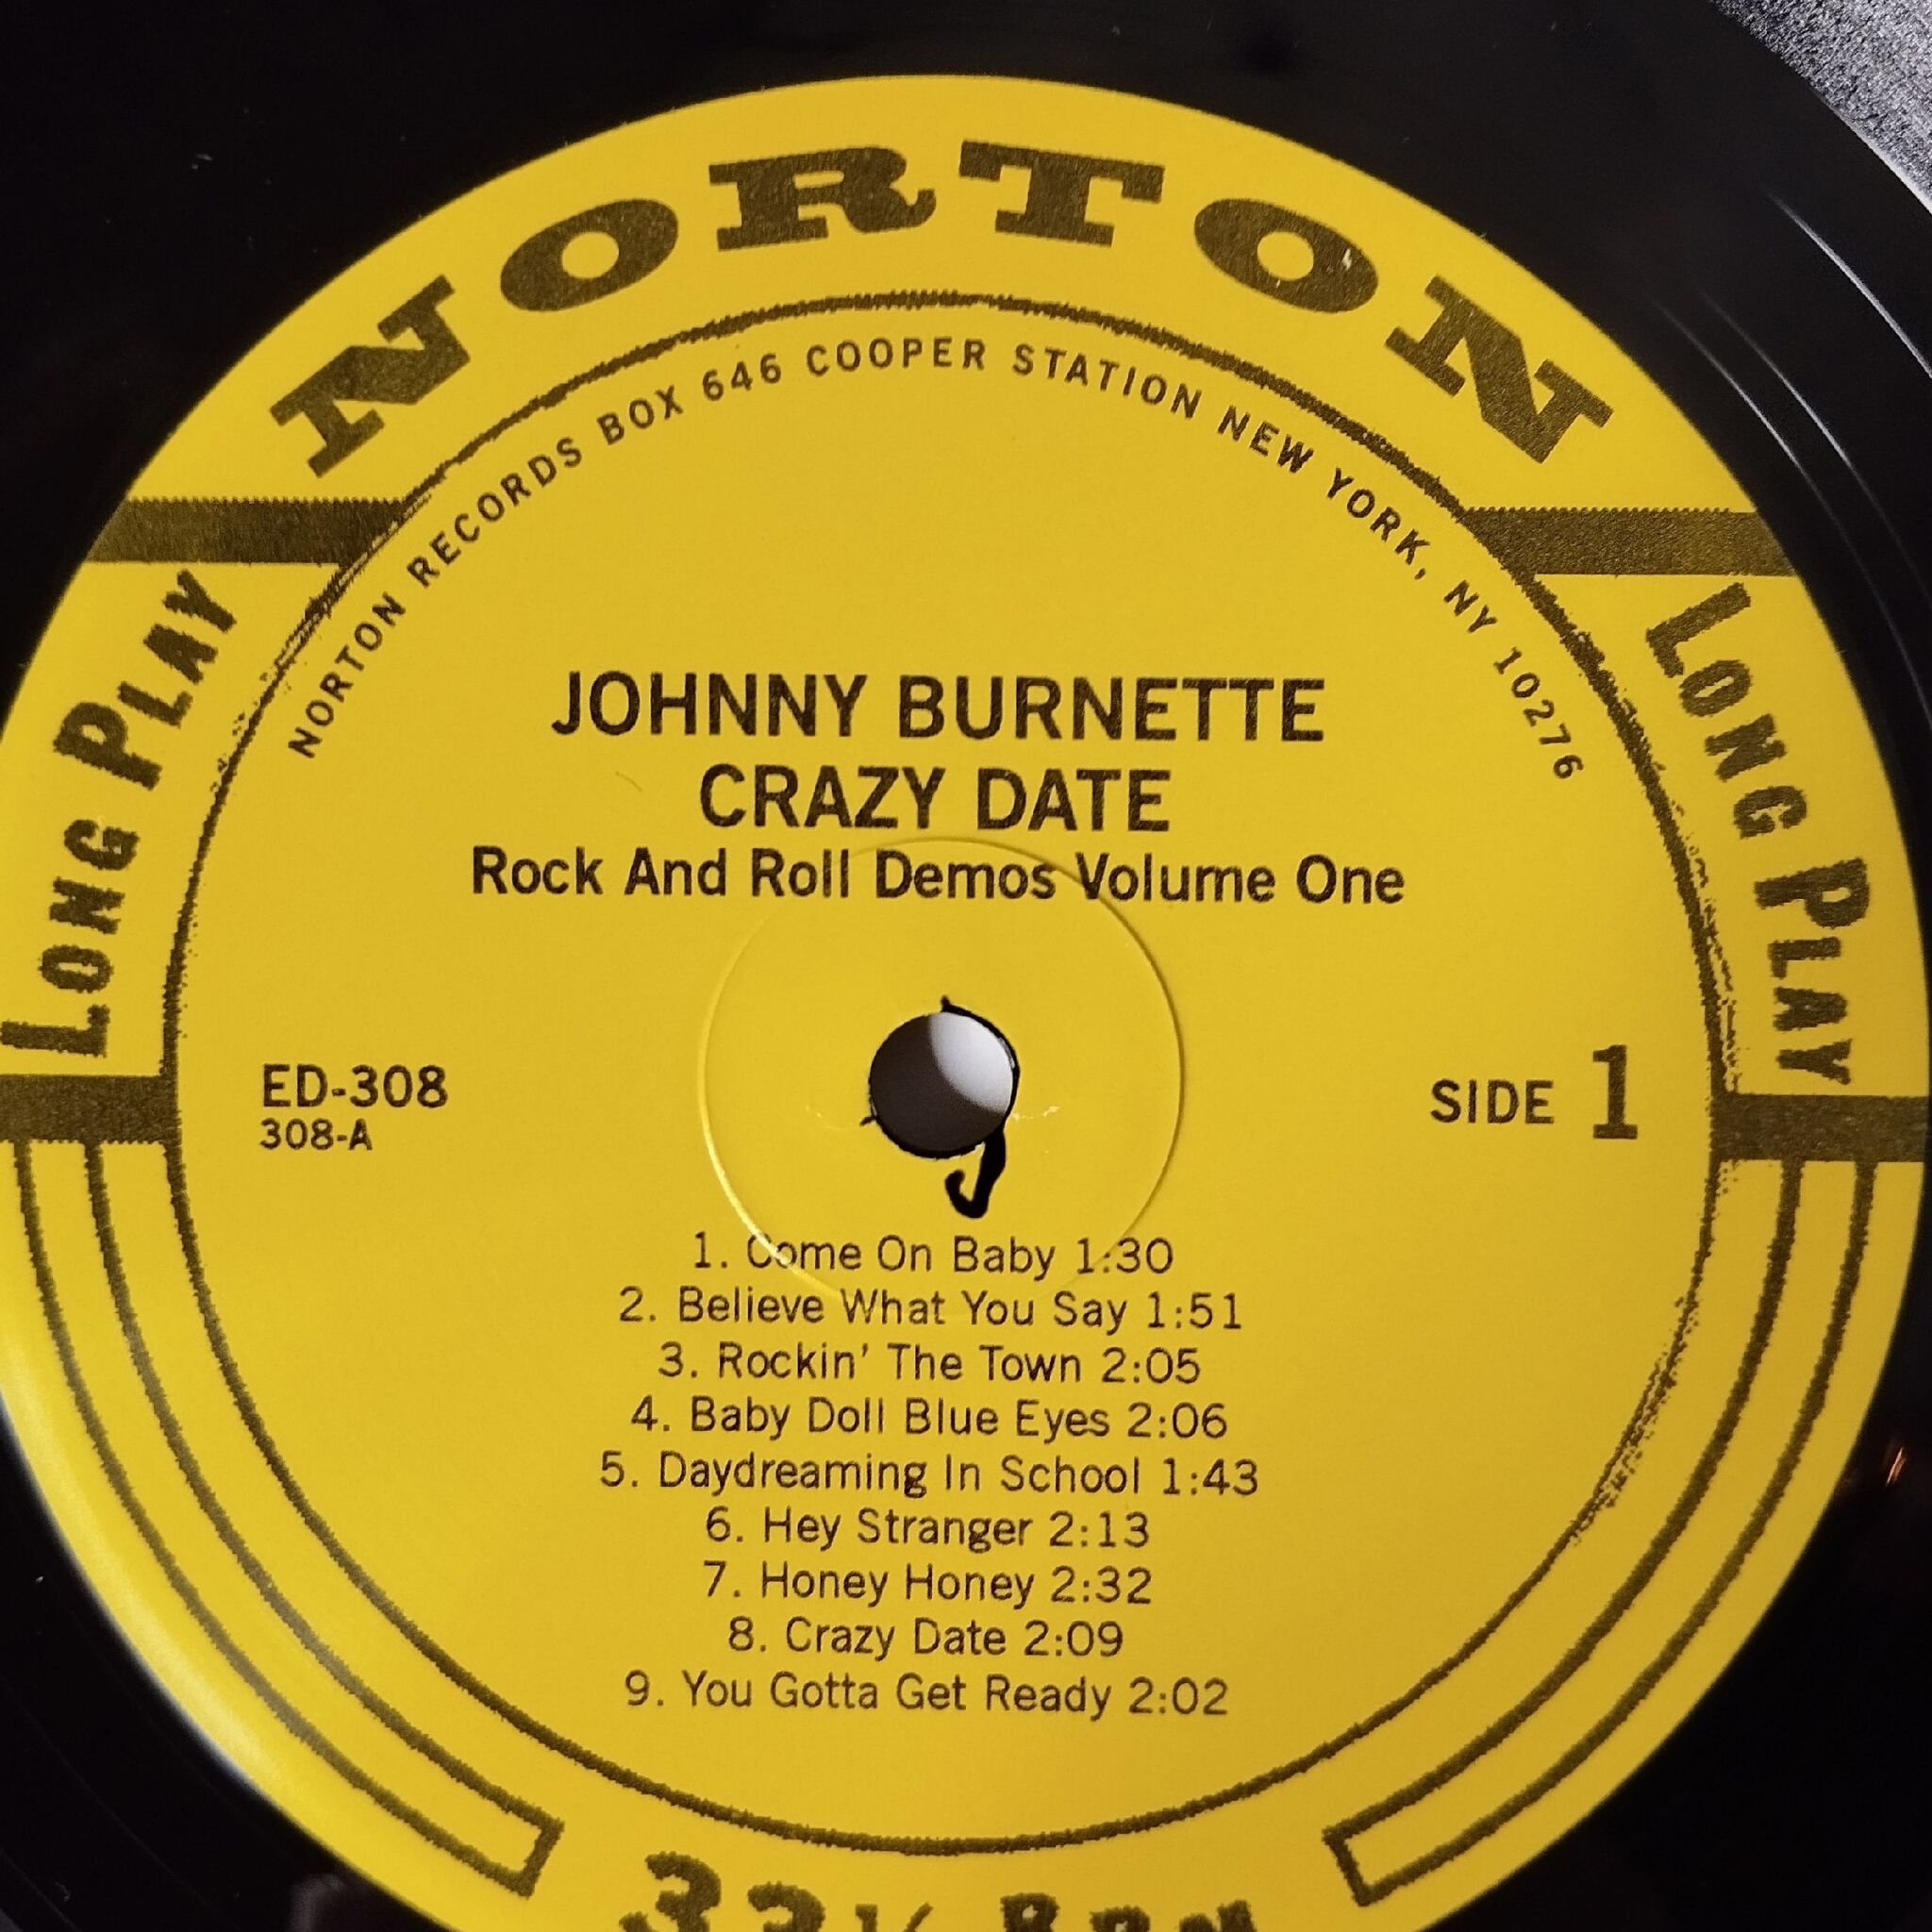 NORTON
NORTON RECORDS BOX 646 COOPER STATION NEW YORK, NY 10276
LONG PLAY
LONG PLAY
JOHNNY BURNETTE
CRAZY DATE
Rock And Roll Demos Volume One
ED-308
308-A
SIDE 1
1. Come On Baby 1:30
2. Believe What You Say 1:51
3. Rockin' The Town 2:05
4. Baby Doll Blue Eyes 2:06
5. Daydreaming In School 1:43
6. Hey Stranger 2:13
7. Honey Honey 2:32
8. Crazy Date 2:09
9. You Gotta Get Ready 2:02
33⅓ RPM